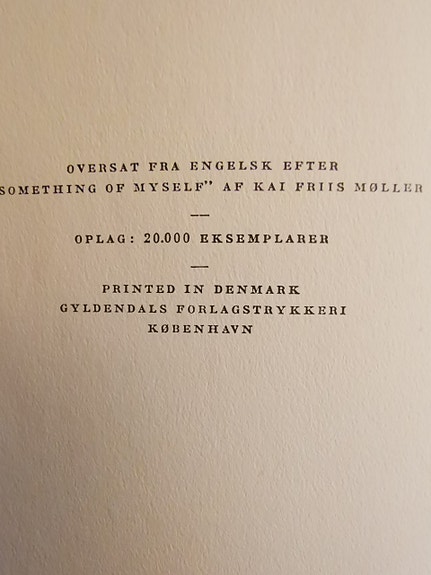 OVERSAT FRA ENGELSK EFTER
SOMETHING OF MYSELF” AF KAI FRIIS MØLLER
—
OPLAG: 20.000 EKSEMPLARER
—
PRINTED IN DENMARK
GYLDENDALS FORLAGSTRYKKERI
KØBENHAVN